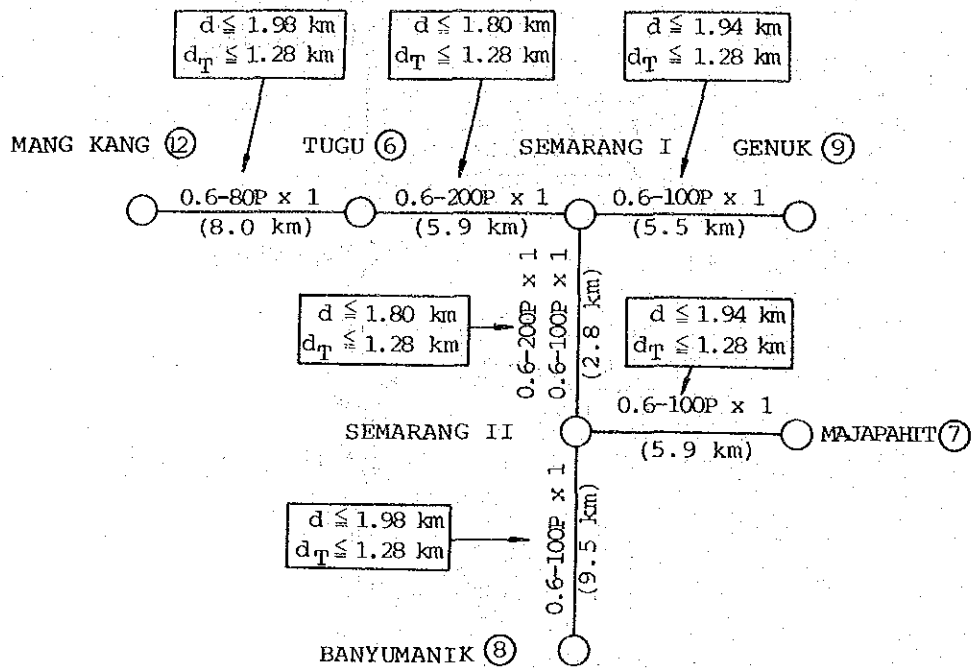 d ≦ 1.98 km
d_T ≦ 1.28 km
d ≦ 1.80 km
d_T ≦ 1.28 km
d ≦ 1.94 km
d_T ≦ 1.28 km
MANG KANG ⑫
TUGU ⑥
SEMARANG I
GENUK ⑨
0.6-80P x 1
(8.0 km)
0.6-200P x 1
(5.9 km)
0.6-100P x 1
(5.5 km)
d ≦ 1.80 km
d_T ≦ 1.28 km
0.6-200P x 1
0.6-100P x 1
(2.8 km)
d ≦ 1.94 km
d_T ≦ 1.28 km
0.6-100P x 1
(5.9 km)
SEMARANG II
MAJAPAHIT ⑦
d ≦ 1.98 km
d_T ≦ 1.28 km
0.6-100P x 1
(9.5 km)
BANYUMANIK ⑧